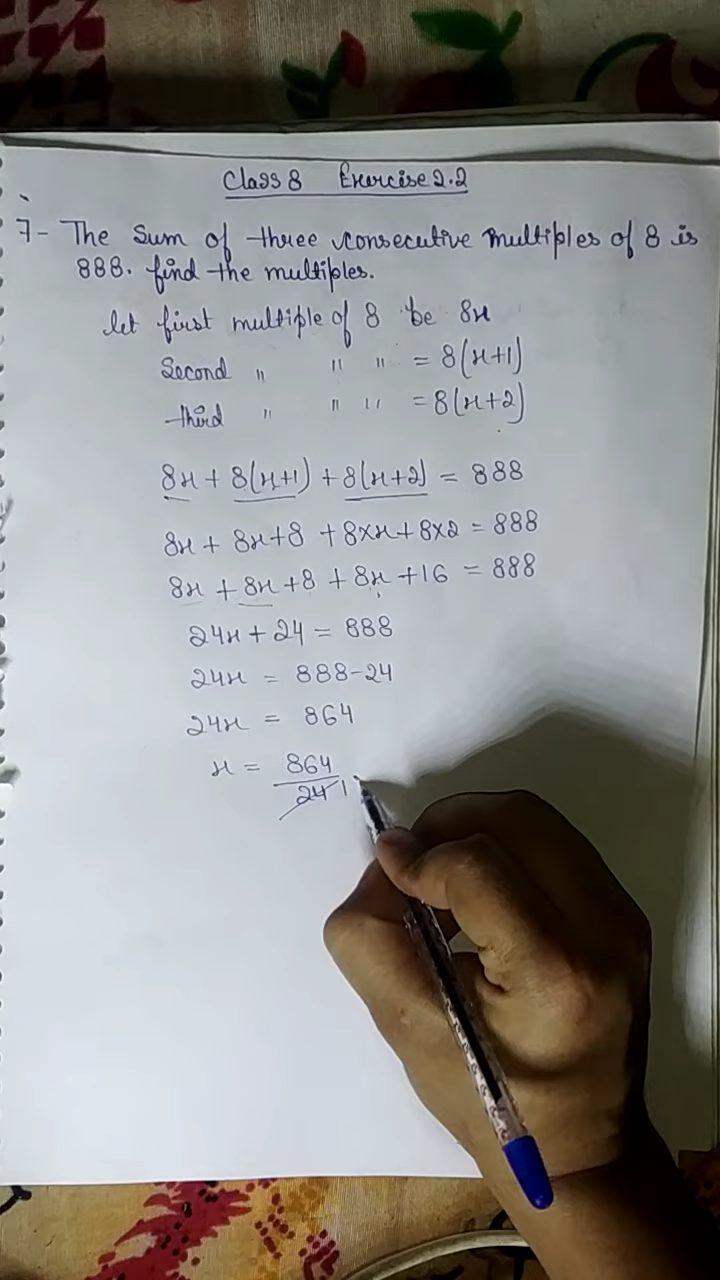 Class 8 Exercise 2.2
7- The Sum of three consecutive multiples of 8 is
888. find the multiples.
let first multiple of 8 be 8x
Second " " " = 8(x+1)
third " " " = 8(x+2)
8x + 8(x+1) + 8(x+2) = 888
8x + 8x+8 + 8×x+8×2 = 888
8x + 8x +8 + 8x +16 = 888
24x + 24 = 888
24x = 888-24
24x = 864
x = 864
24 1